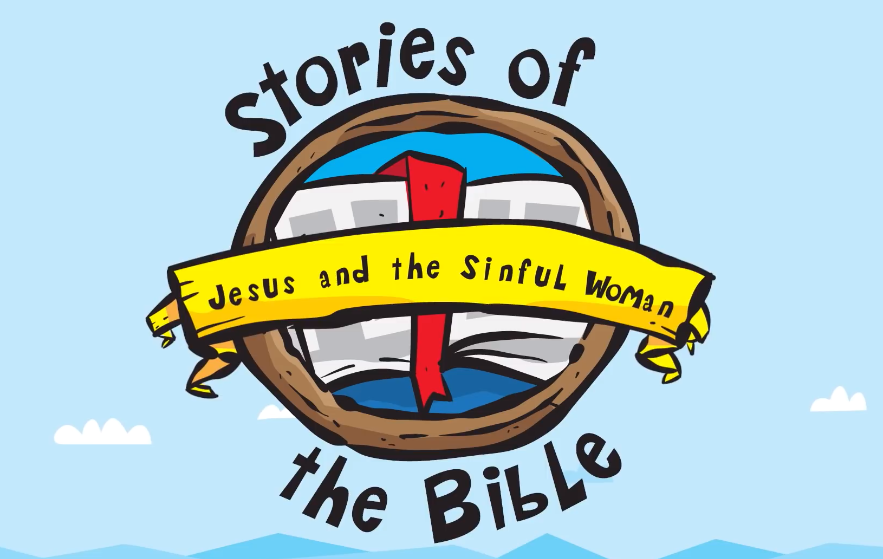 Stories of
Jesus and the Sinful Woman
the Bible